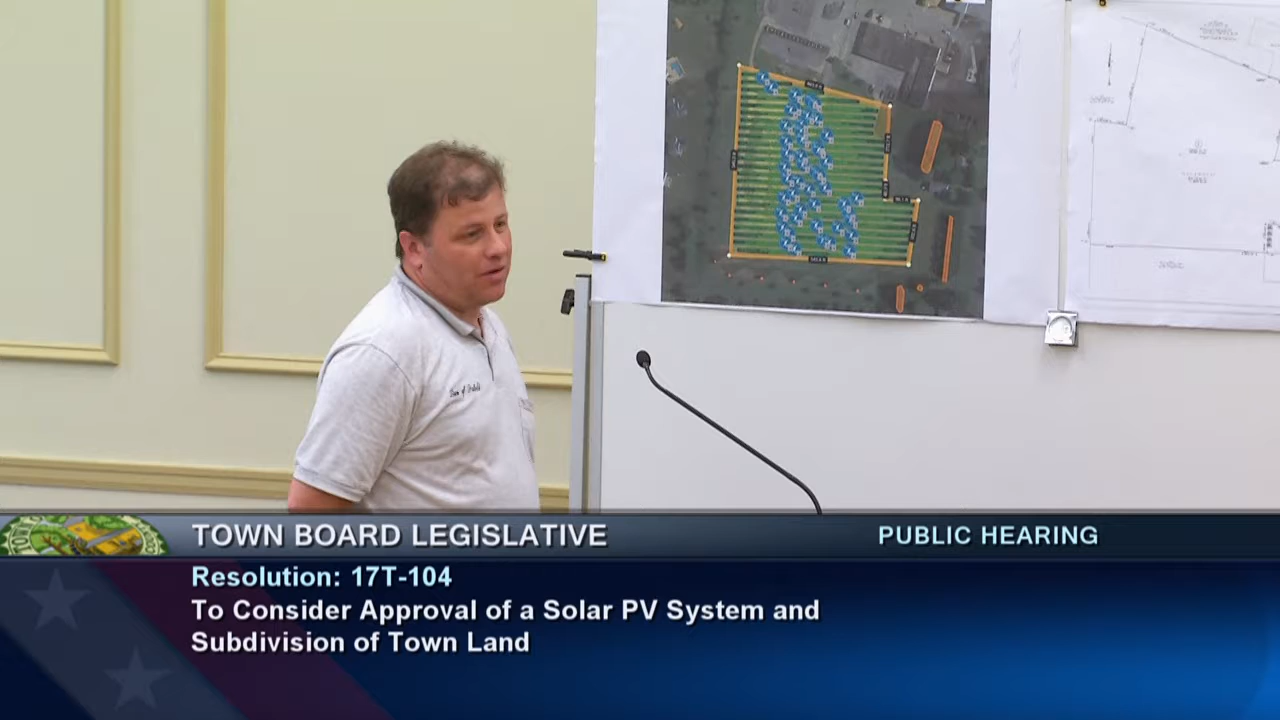 TOWN BOARD LEGISLATIVE
PUBLIC HEARING
Resolution: 17T-104
To Consider Approval of a Solar PV System and
Subdivision of Town Land